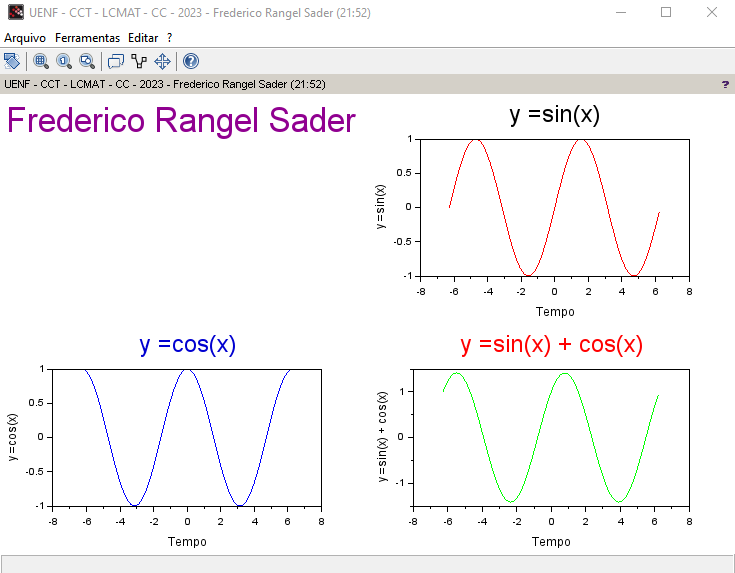 UENF - CCT - LCMAT - CC - 2023 - Frederico Rangel Sader (21:52)
Arquivo Ferramentas Editar ?
UENF - CCT - LCMAT - CC - 2023 - Frederico Rangel Sader (21:52) ?
Frederico Rangel Sader
y =sin(x)
y=sin(x)
1
0.5
0
-0.5
-1
-8 -6 -4 -2 0 2 4 6 8
Tempo
y =cos(x)
y=cos(x)
1
0.5
0
-0.5
-1
-8 -6 -4 -2 0 2 4 6 8
Tempo
y =sin(x) + cos(x)
y=sin(x) + cos(x)
1
0
-1
-8 -6 -4 -2 0 2 4 6 8
Tempo